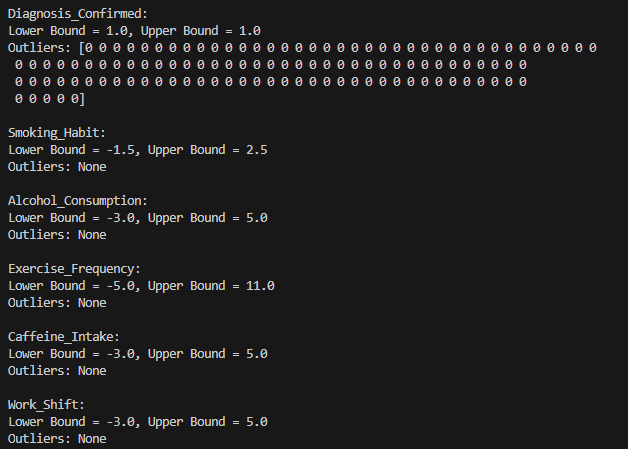 Diagnosis_Confirmed:
Lower Bound = 1.0, Upper Bound = 1.0
Outliers: [0 0 0 0 0 0 0 0 0 0 0 0 0 0 0 0 0 0 0 0 0 0 0 0 0 0 0 0 0 0 0 0 0 0 0 0 0
0 0 0 0 0 0 0 0 0 0 0 0 0 0 0 0 0 0 0 0 0 0 0 0 0 0 0 0 0 0 0 0 0 0 0 0 0
0 0 0 0 0 0 0 0 0 0 0 0 0 0 0 0 0 0 0 0 0 0 0 0 0 0 0 0 0 0 0 0 0 0 0 0 0
0 0 0 0 0]
Smoking_Habit:
Lower Bound = -1.5, Upper Bound = 2.5
Outliers: None
Alcohol_Consumption:
Lower Bound = -3.0, Upper Bound = 5.0
Outliers: None
Exercise_Frequency:
Lower Bound = -5.0, Upper Bound = 11.0
Outliers: None
Caffeine_Intake:
Lower Bound = -3.0, Upper Bound = 5.0
Outliers: None
Work_Shift:
Lower Bound = -3.0, Upper Bound = 5.0
Outliers: None